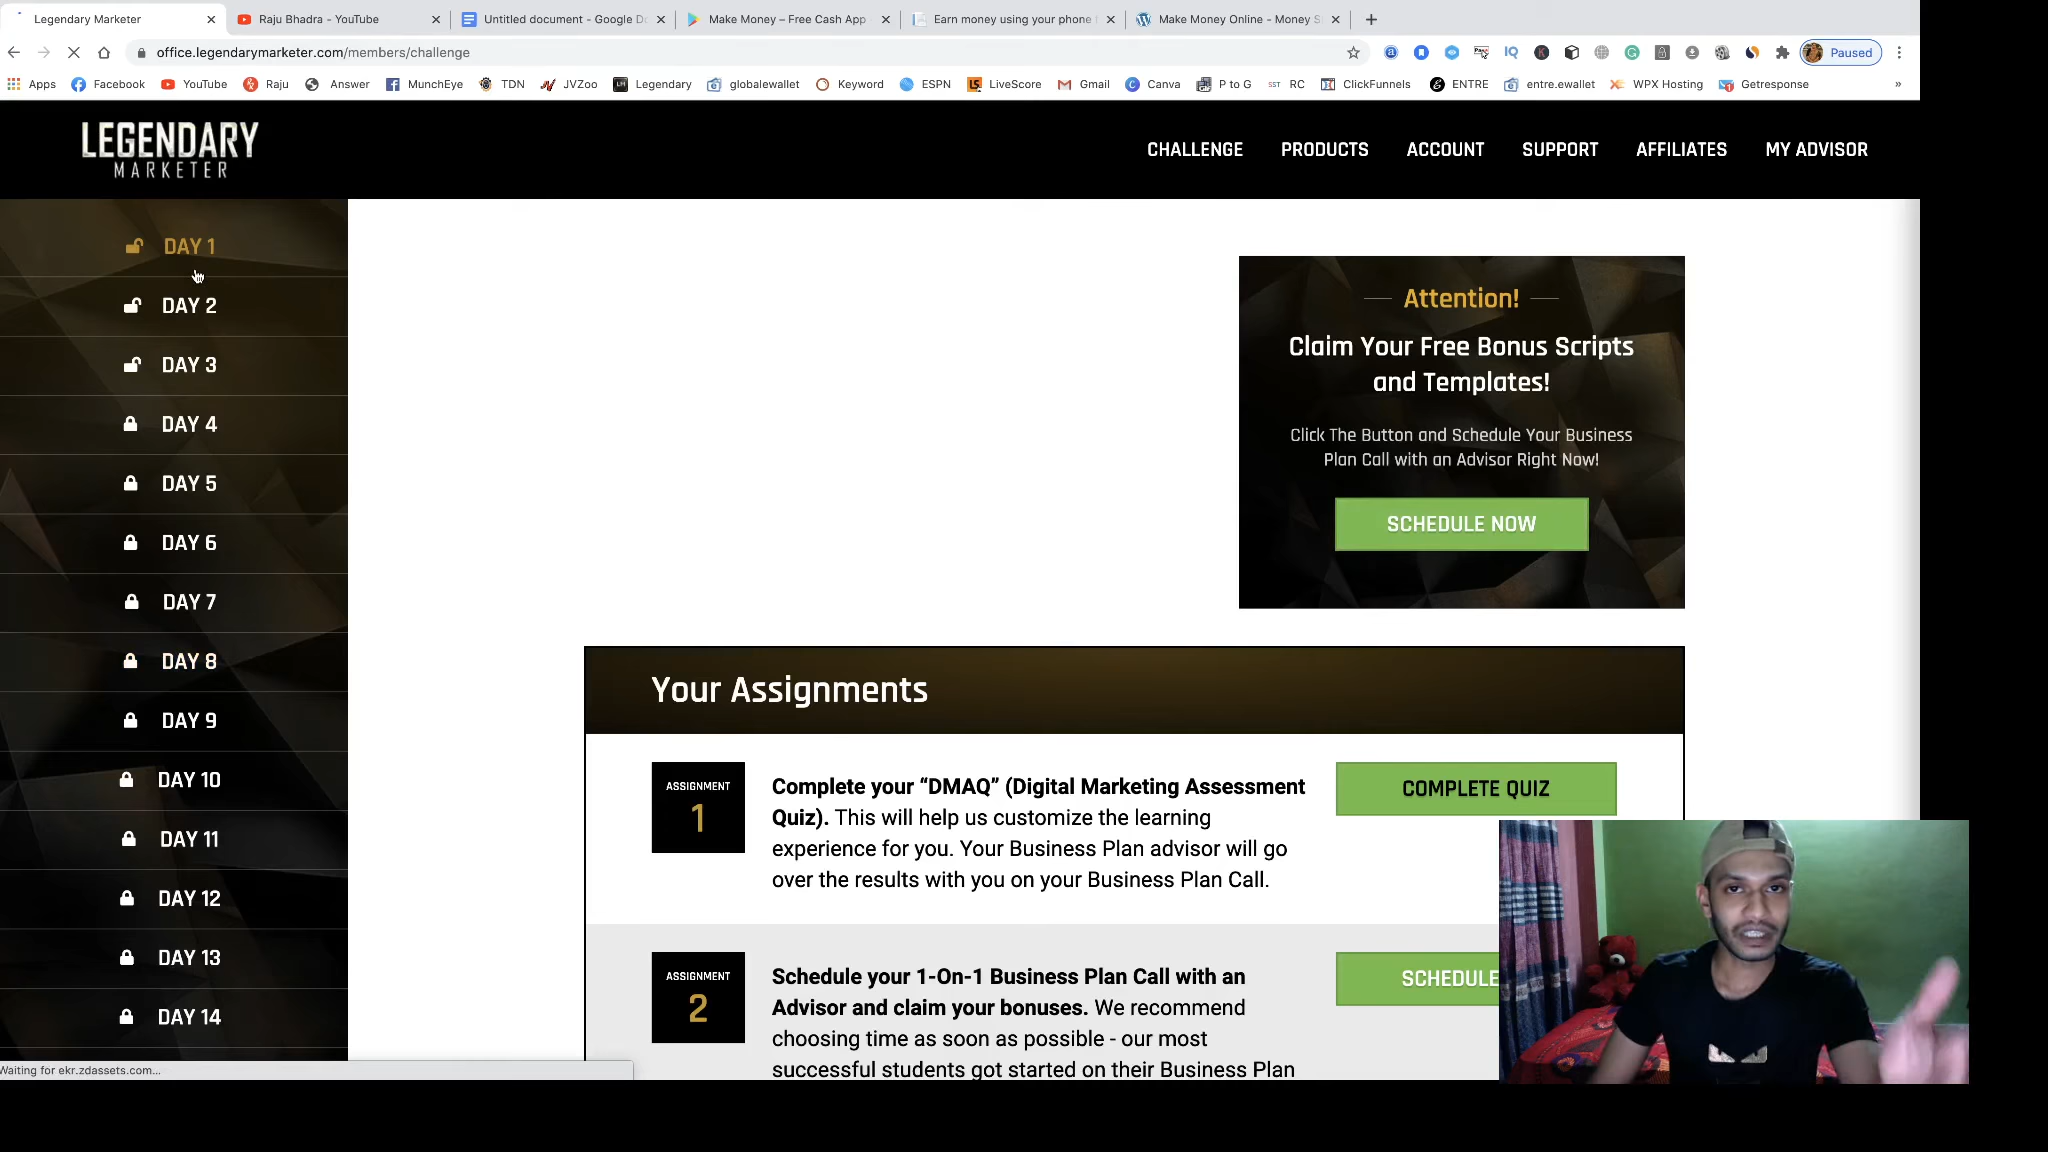 Legendary Marketer
Raju Bhadra - YouTube
Untitled document - Google Do
Make Money – Free Cash App
Earn money using your phone f
Make Money Online - Money S
office.legendarymarketer.com/members/challenge
Paused
Apps
Facebook
YouTube
Raju
Answer
MunchEye
TDN
JVZoo
Legendary
globalewallet
Keyword
ESPN
LiveScore
Gmail
Canva
P to G
RC
ClickFunnels
ENTRE
entre.ewallet
WPX Hosting
Getresponse
»
LEGENDARY
MARKETER
CHALLENGE
PRODUCTS
ACCOUNT
SUPPORT
AFFILIATES
MY ADVISOR
DAY 1
DAY 2
DAY 3
DAY 4
DAY 5
DAY 6
DAY 7
DAY 8
DAY 9
DAY 10
DAY 11
DAY 12
DAY 13
DAY 14
Attention!
Claim Your Free Bonus Scripts
and Templates!
Click The Button and Schedule Your Business
Plan Call with an Advisor Right Now!
SCHEDULE NOW
Your Assignments
ASSIGNMENT
1
Complete your “DMAQ” (Digital Marketing Assessment
Quiz). This will help us customize the learning
experience for you. Your Business Plan advisor will go
over the results with you on your Business Plan Call.
COMPLETE QUIZ
ASSIGNMENT
2
Schedule your 1-On-1 Business Plan Call with an
Advisor and claim your bonuses. We recommend
choosing time as soon as possible - our most
successful students got started on their Business Plan
SCHEDULE
Waiting for ekr.zdassets.com...